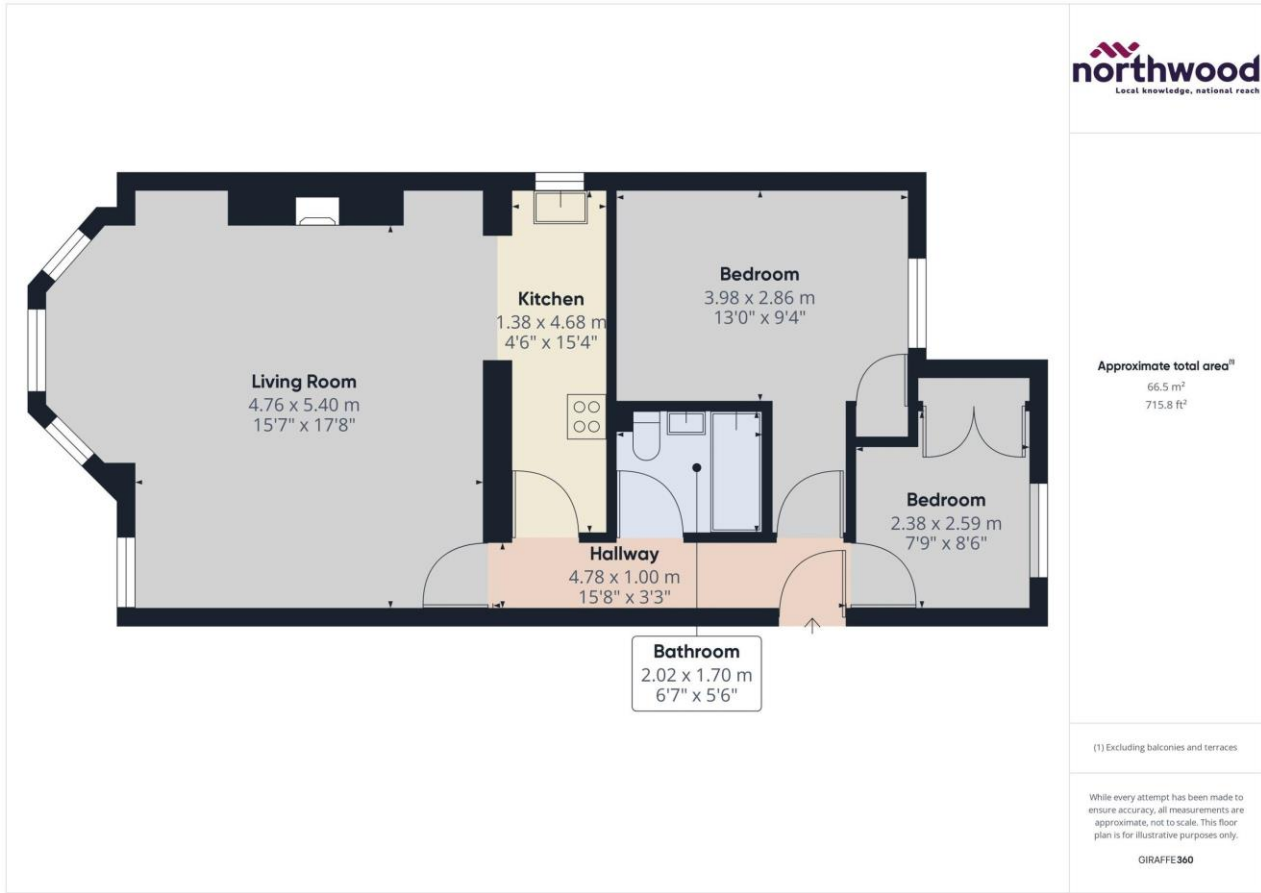 northwood
Local knowledge, national reach
Bedroom
3.98 x 2.86 m
13'0" x 9'4"
Kitchen
1.38 x 4.68 m
4'6" x 15'4"
Living Room
4.76 x 5.40 m
15'7" x 17'8"
Bedroom
2.38 x 2.59 m
7'9" x 8'6"
Hallway
4.78 x 1.00 m
15'8" x 3'3"
Bathroom
2.02 x 1.70 m
6'7" x 5'6"
Approximate total area⁽¹⁾
66.5 m²
715.8 ft²
(1) Excluding balconies and terraces
While every attempt has been made to
ensure accuracy, all measurements are
approximate, not to scale. This floor
plan is for illustrative purposes only.
GIRAFFE360